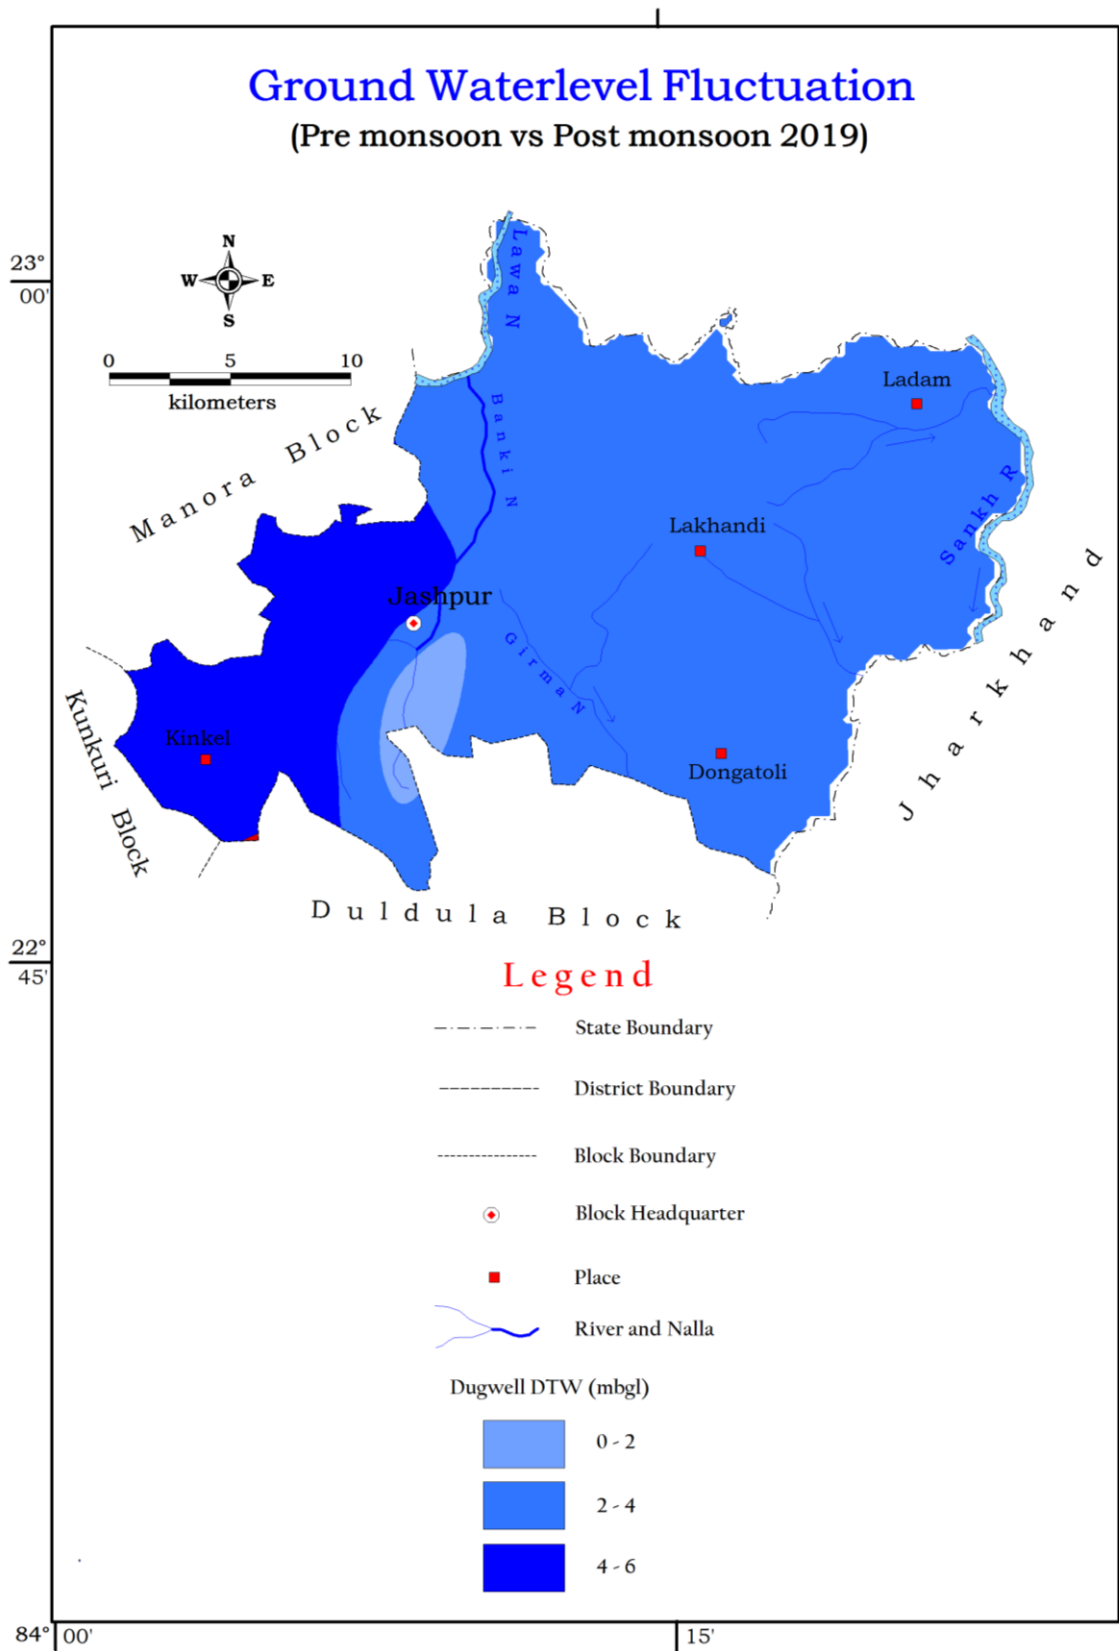 Ground Waterlevel Fluctuation
(Pre monsoon vs Post monsoon 2019)
N
W E
S
23°
00'
0 5 10
kilometers
Manora Block
Lawa N
Banki N
Ladam
Sankh R
Lakhandi
Jashpur
Girma N
Kinkel
Kunkuri Block
Dongatoli
Jharkhand
Duldula Block
22°
45'
Legend
State Boundary
District Boundary
Block Boundary
Block Headquarter
Place
River and Nalla
Dugwell DTW (mbgl)
0 - 2
2 - 4
4 - 6
84° 00' 15'